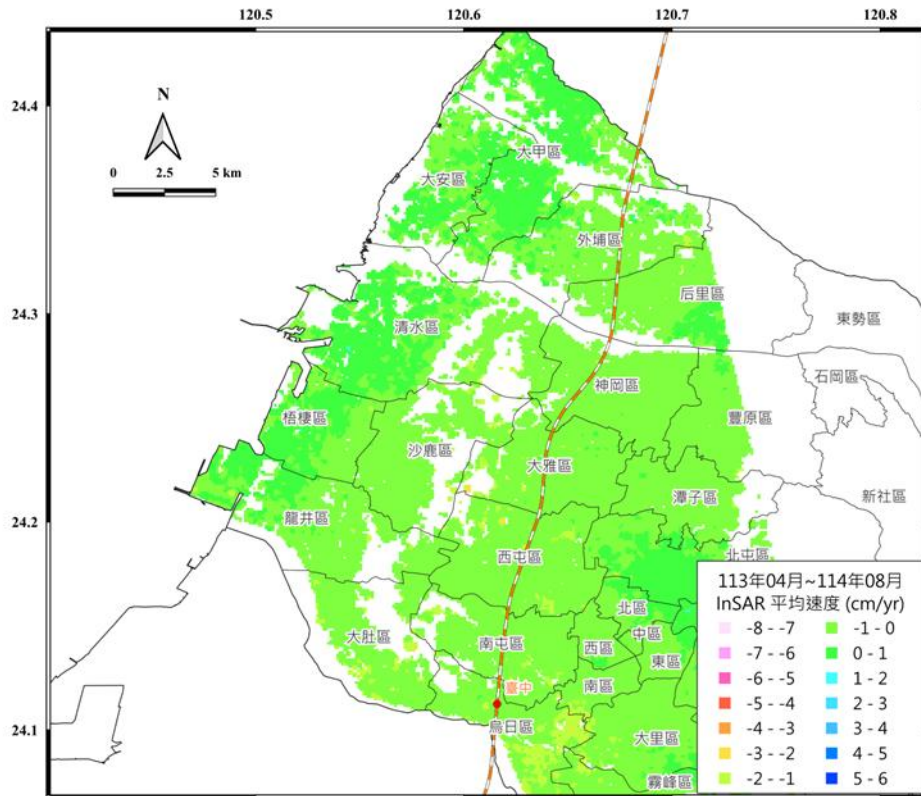 120.5 120.6 120.7 120.8
24.4
24.3
24.2
24.1
N
0 2.5 5 km
大甲區
大安區
外埔區
后里區
東勢區
清水區
神岡區
石岡區
梧棲區
豐原區
沙鹿區
大雅區
潭子區
新社區
龍井區
西屯區
北屯區
北區
大肚區
南屯區
西區
中區
東區
臺中
南區
烏日區
大里區
霧峰區
113年04月~114年08月
InSAR 平均速度 (cm/yr)
-8 - -7 -1 - 0
-7 - -6 0 - 1
-6 - -5 1 - 2
-5 - -4 2 - 3
-4 - -3 3 - 4
-3 - -2 4 - 5
-2 - -1 5 - 6